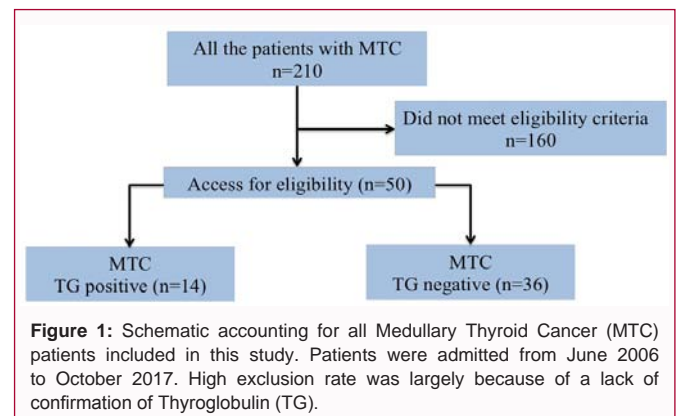 All the patients with MTC
n=210
Did not meet eligibility criteria
n=160
Access for eligibility (n=50)
MTC
TG positive (n=14)
MTC
TG negative (n=36)
Figure 1: Schematic accounting for all Medullary Thyroid Cancer (MTC)
patients included in this study. Patients were admitted from June 2006
to October 2017. High exclusion rate was largely because of a lack of
confirmation of Thyroglobulin (TG).